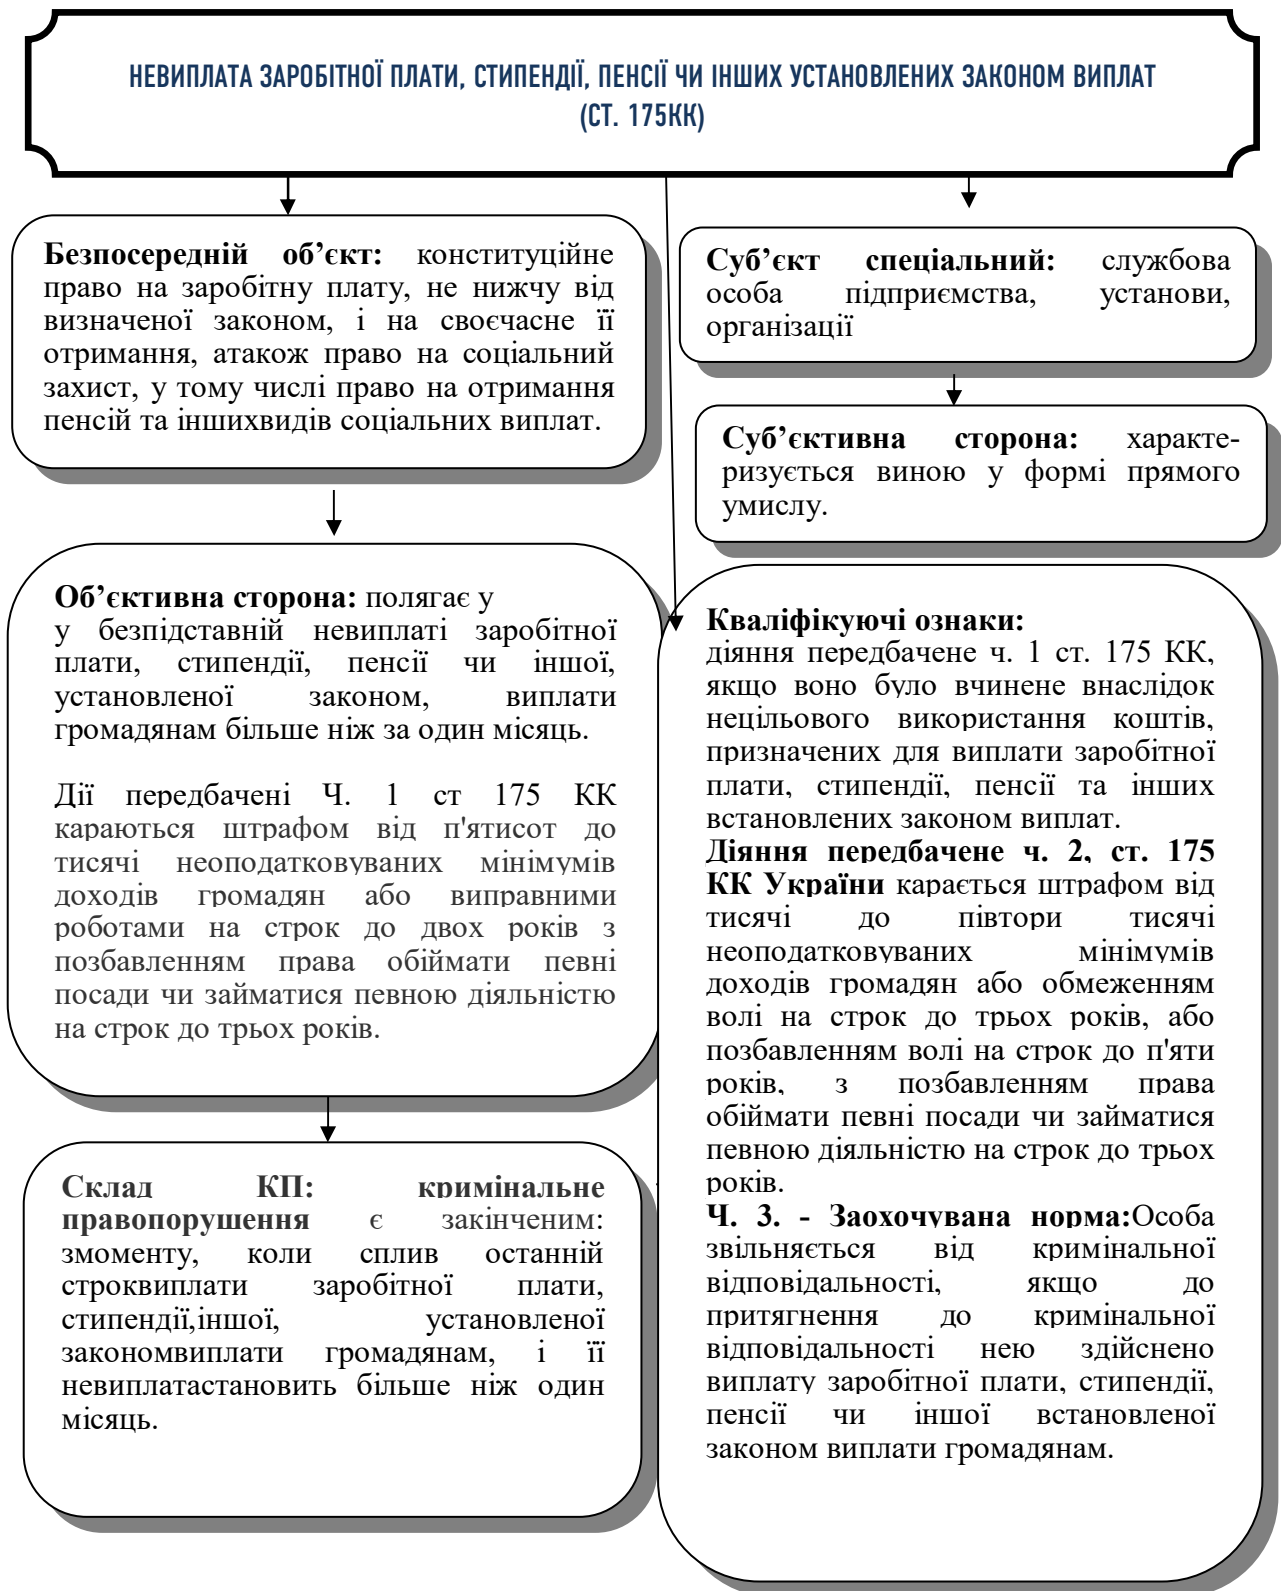 НЕВИПЛАТА ЗАРОБІТНОЇ ПЛАТИ, СТИПЕНДІЇ, ПЕНСІЇ ЧИ ІНШИХ УСТАНОВЛЕНИХ ЗАКОНОМ ВИПЛАТ
(СТ. 175КК)
Безпосередній об’єкт: конституційне
право на заробітну плату, не нижчу від
визначеної законом, і на своєчасне її
отримання, атакож право на соціальний
захист, у тому числі право на отримання
пенсій та іншихвидів соціальних виплат.
Об’єктивна сторона: полягає у
у безпідставній невиплаті заробітної
плати, стипендії, пенсії чи іншої,
установленої законом, виплати
громадянам більше ніж за один місяць.
Дії передбачені Ч. 1 ст 175 КК
караються штрафом від п'ятисот до
тисячі неоподатковуваних мінімумів
доходів громадян або виправними
роботами на строк до двох років з
позбавленням права обіймати певні
посади чи займатися певною діяльністю
на строк до трьох років.
Склад КП: кримінальне
правопорушення є закінченим:
змоменту, коли сплив останній
строквиплати заробітної плати,
стипендії,іншої, установленої
закономвиплати громадянам, і її
невиплатастановить більше ніж один
місяць.
Суб’єкт спеціальний: службова
особа підприємства, установи,
організації
Суб’єктивна сторона: характе-
ризується виною у формі прямого
умислу.
Кваліфікуючі ознаки:
діяння передбачене ч. 1 ст. 175 КК,
якщо воно було вчинене внаслідок
нецільового використання коштів,
призначених для виплати заробітної
плати, стипендії, пенсії та інших
встановлених законом виплат.
Діяння передбачене ч. 2, ст. 175
КК України карається штрафом від
тисячі до півтори тисячі
неоподатковуваних мінімумів
доходів громадян або обмеженням
волі на строк до трьох років, або
позбавленням волі на строк до п'яти
років, з позбавленням права
обіймати певні посади чи займатися
певною діяльністю на строк до трьох
років.
Ч. 3. - Заохочувана норма:Особа
звільняється від кримінальної
відповідальності, якщо до
притягнення до кримінальної
відповідальності нею здійснено
виплату заробітної плати, стипендії,
пенсії чи іншої встановленої
законом виплати громадянам.